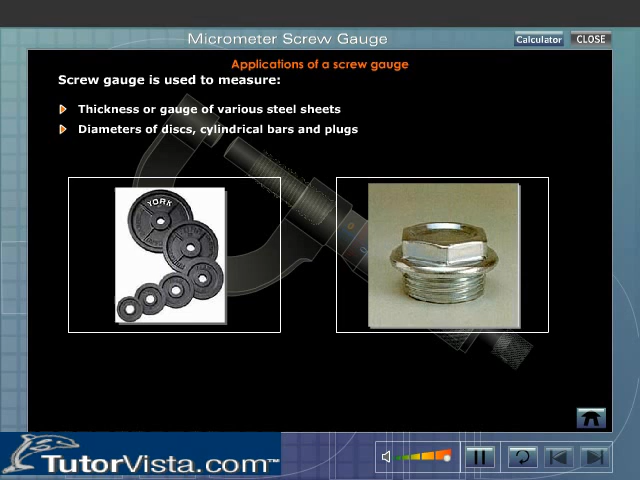 Micrometer Screw Gauge
Calculator
CLOSE
Applications of a screw gauge
Screw gauge is used to measure:
Thickness or gauge of various steel sheets
Diameters of discs, cylindrical bars and plugs
YORK
TutorVista.com™